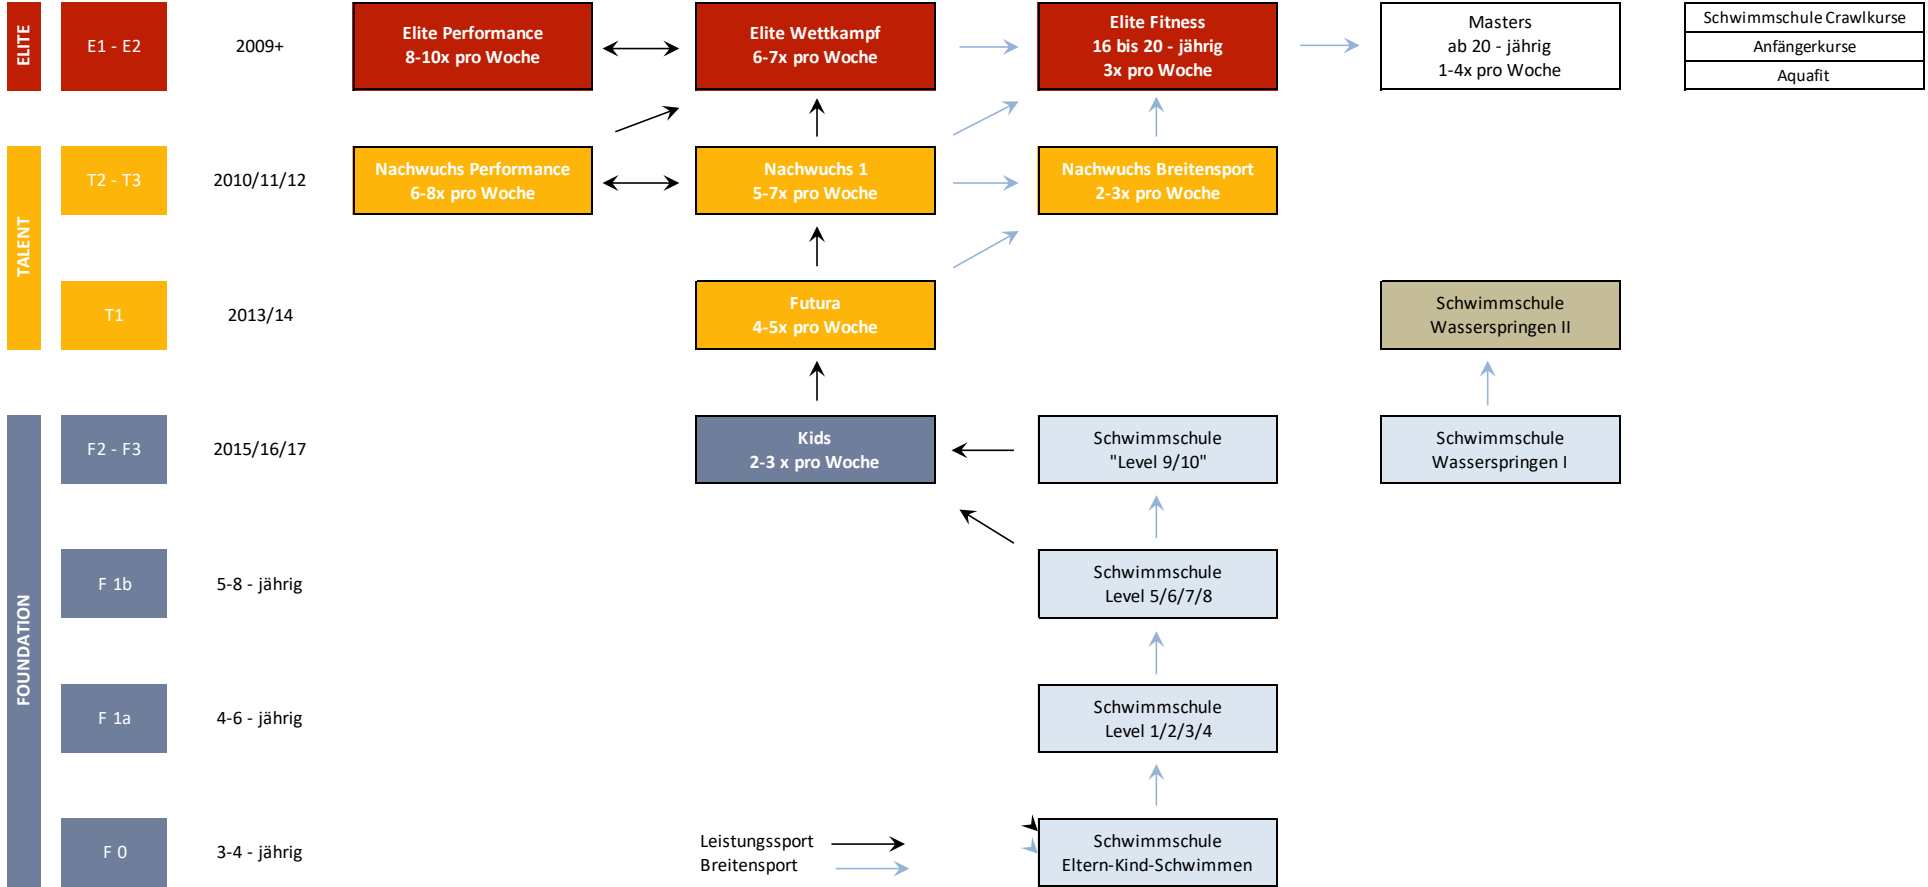 ELITE
E1 - E2
2009+
Elite Performance
8-10x pro Woche
Elite Wettkampf
6-7x pro Woche
Elite Fitness
16 bis 20 - jährig
3x pro Woche
Masters
ab 20 - jährig
1-4x pro Woche
Schwimmschule Crawlkurse
Anfängerkurse
Aquafit
TALENT
T2 - T3
2010/11/12
Nachwuchs Performance
6-8x pro Woche
Nachwuchs 1
5-7x pro Woche
Nachwuchs Breitensport
2-3x pro Woche
T1
2013/14
Futura
4-5x pro Woche
Schwimmschule
Wasserspringen II
FOUNDATION
F2 - F3
2015/16/17
Kids
2-3 x pro Woche
Schwimmschule
"Level 9/10"
Schwimmschule
Wasserspringen I
F 1b
5-8 - jährig
Schwimmschule
Level 5/6/7/8
F 1a
4-6 - jährig
Schwimmschule
Level 1/2/3/4
F 0
3-4 - jährig
Leistungssport
Breitensport
Schwimmschule
Eltern-Kind-Schwimmen